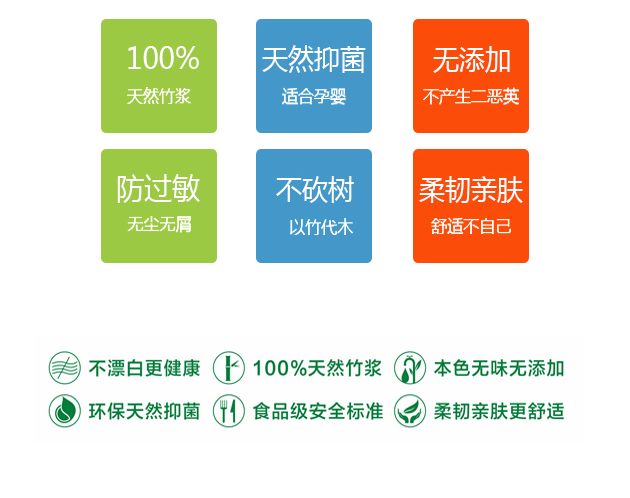 100%
天然竹浆
天然抑菌
适合孕婴
无添加
不产生二恶英
防过敏
无尘无屑
不砍树
以竹代木
柔韧亲肤
舒适不自己
不漂白更健康
100%天然竹浆
本色无味无添加
环保天然抑菌
食品级安全标准
柔韧亲肤更舒适